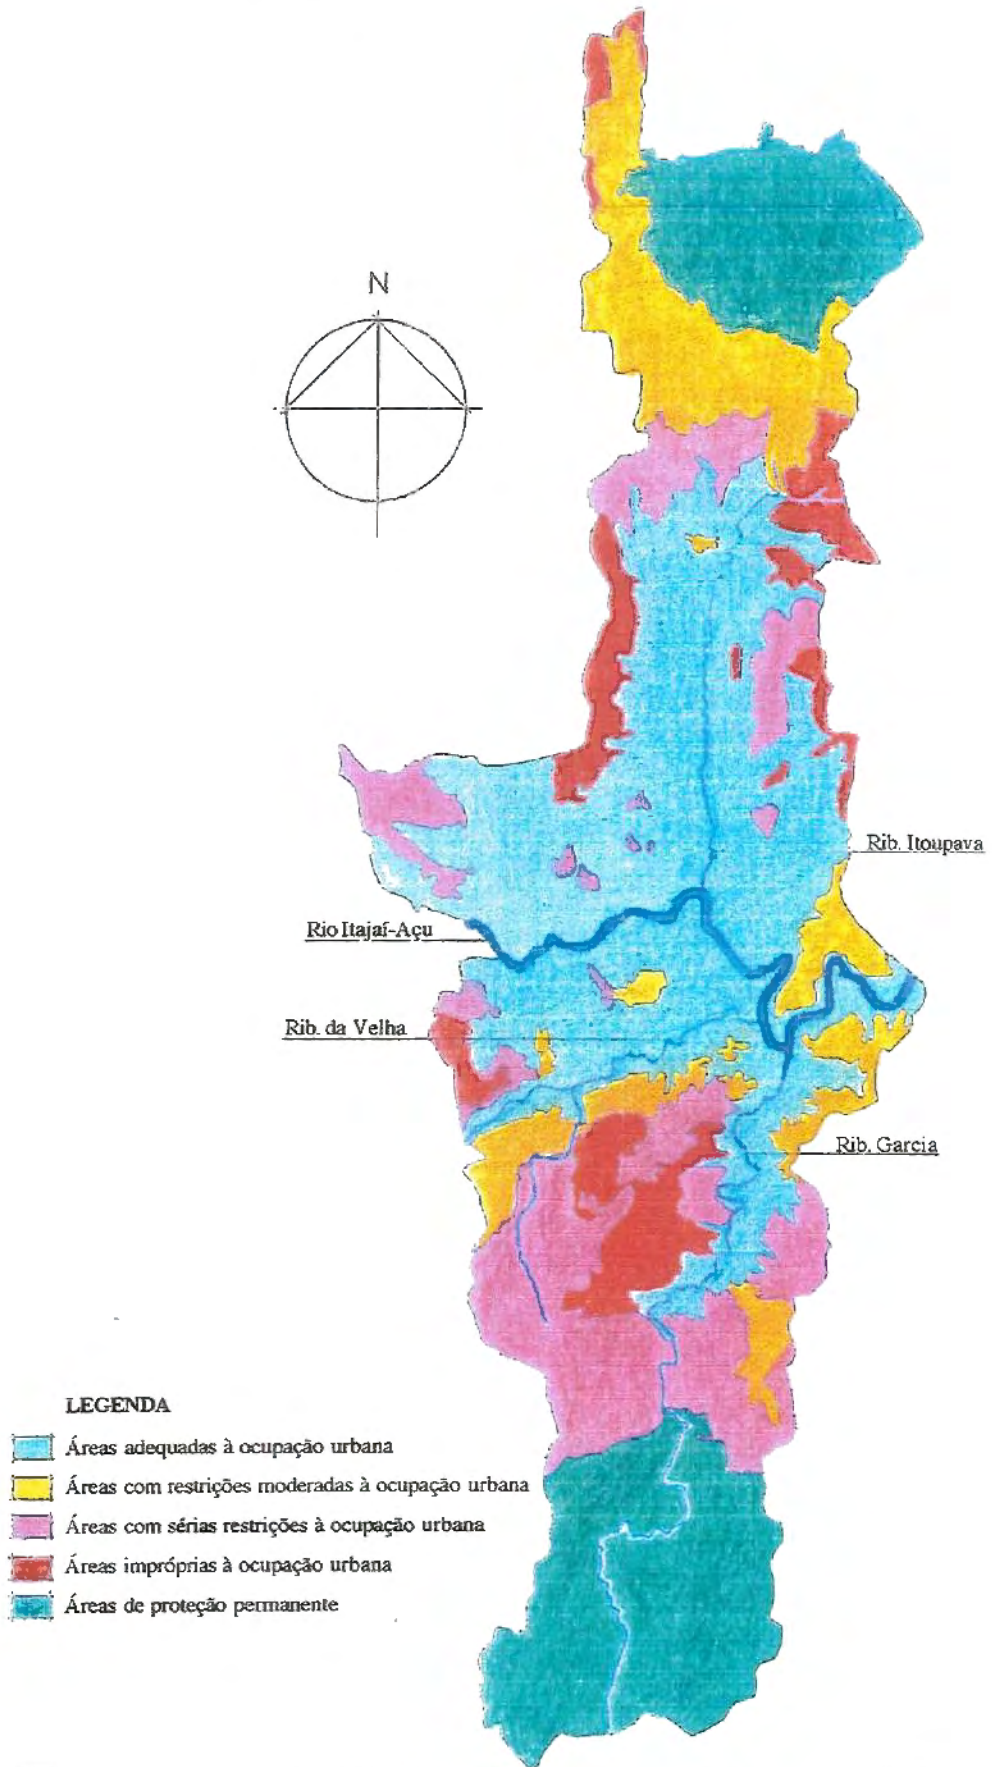 N
Rib. Itoupava
Rio Itajaí-Açu
Rib. da Velha
Rib. Garcia
LEGENDA
Áreas adequadas à ocupação urbana
Áreas com restrições moderadas à ocupação urbana
Áreas com sérias restrições à ocupação urbana
Áreas impróprias à ocupação urbana
Áreas de proteção permanente